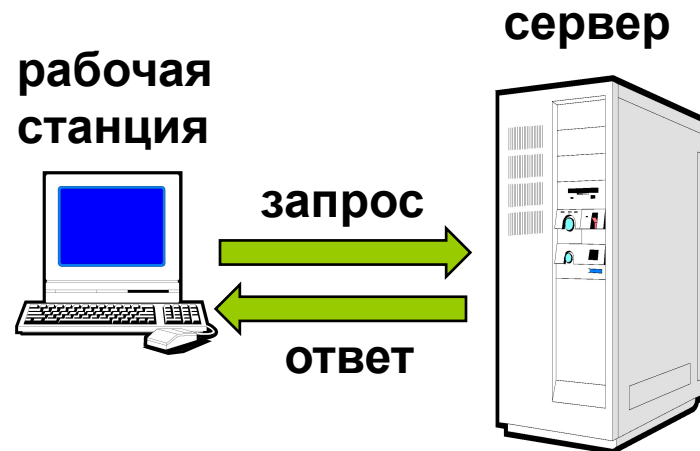 сервер
рабочая
станция
запрос
ответ